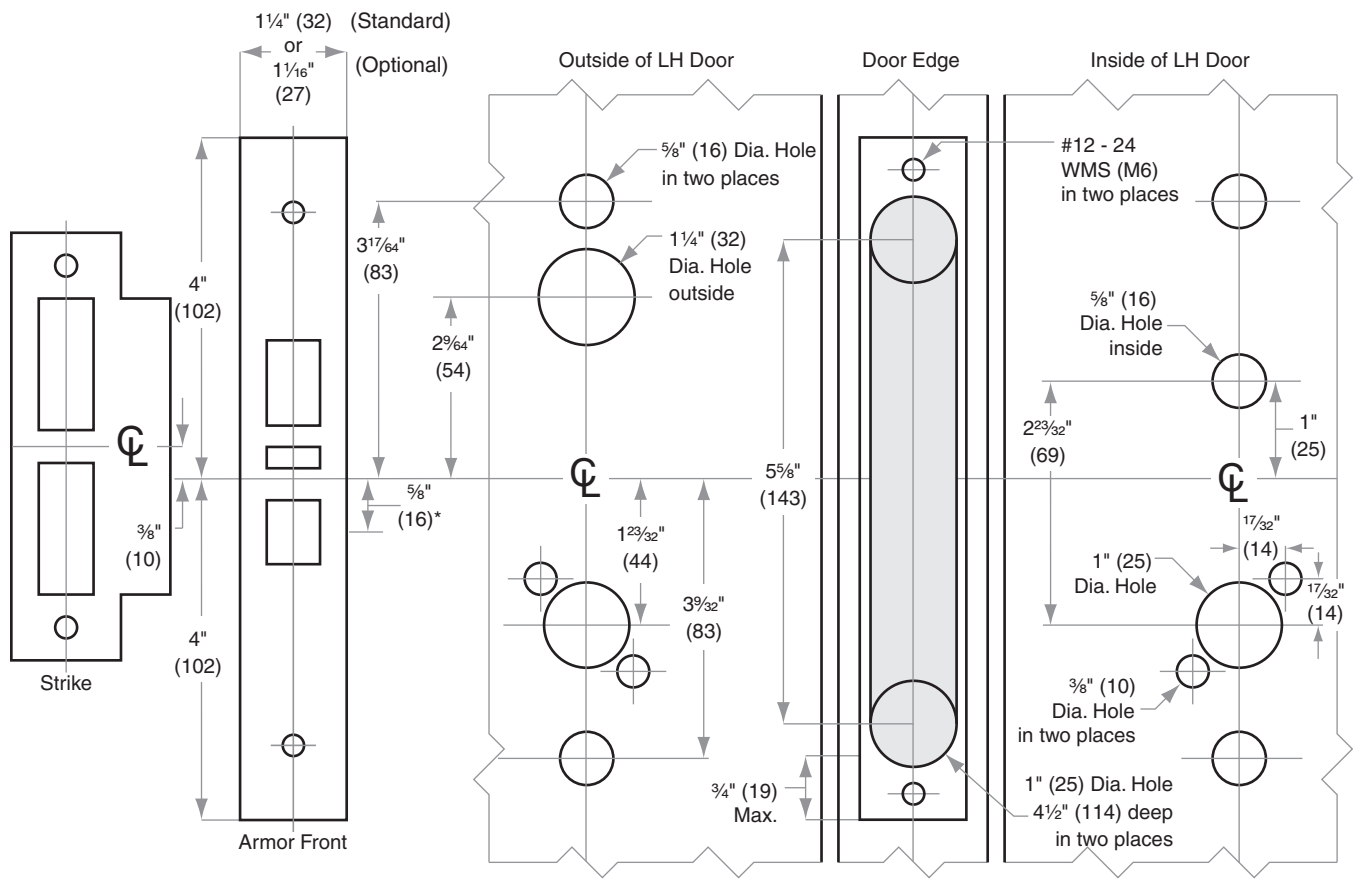 1¼" (32) (Standard)
or
1¹⁄₁₆" (Optional)
(27)
Outside of LH Door
Door Edge
Inside of LH Door
⅝" (16) Dia. Hole
in two places
#12 - 24
WMS (M6)
in two places
3¹⁷⁄₆₄"
(83)
1¼" (32)
Dia. Hole
outside
4"
(102)
⅝" (16)
Dia. Hole
inside
2⁹⁄₆₄"
(54)
2²³⁄₃₂"
(69)
1"
(25)
℄
℄
℄
5⅝"
(143)
⅝"
(16)*
⅜"
(10)
1²³⁄₃₂"
(44)
¹⁷⁄₃₂"
(14)
1" (25)
Dia. Hole
¹⁷⁄₃₂"
(14)
3⁹⁄₃₂"
(83)
4"
(102)
Strike
⅜" (10)
Dia. Hole
in two places
¾" (19)
Max.
1" (25) Dia. Hole
4½" (114) deep
in two places
Armor Front